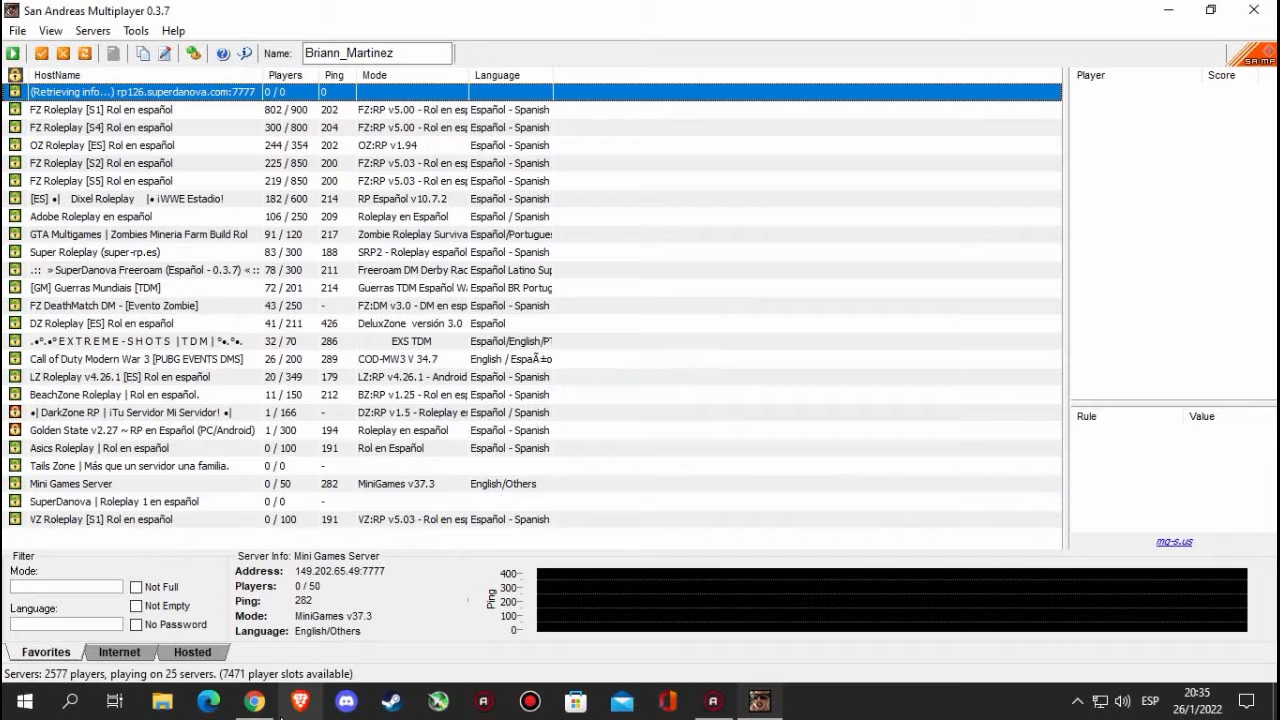 San Andreas Multiplayer 0.3.7
File View Servers Tools Help
Name: Briann_Martinez
SA:MP
HostName Players Ping Mode Language Player Score
(Retrieving info...) rp126.superdanova.com:7777 0 / 0 0
FZ Roleplay [S1] Rol en español 802 / 900 202 FZ:RP v5.00 - Rol en esp Español - Spanish
FZ Roleplay [S4] Rol en español 300 / 800 204 FZ:RP v5.00 - Rol en esp Español - Spanish
OZ Roleplay [ES] Rol en español 244 / 354 202 OZ:RP v1.94 Español - Spanish
FZ Roleplay [S2] Rol en español 225 / 850 200 FZ:RP v5.03 - Rol en esp Español - Spanish
FZ Roleplay [S5] Rol en español 219 / 850 200 FZ:RP v5.03 - Rol en esp Español - Spanish
[ES] •| Dixel Roleplay |• ¡WWE Estadio! 182 / 600 214 RP Español v10.7.2 Español - Spanish
Adobe Roleplay en español 106 / 250 209 Roleplay en Español Español / Spanish
GTA Multigames | Zombies Mineria Farm Build Rol 91 / 120 217 Zombie Roleplay Surviva Español/Portugues
Super Roleplay (super-rp.es) 83 / 300 188 SRP2 - Roleplay español Español - Spanish
.:: » SuperDanova Freeroam (Español - 0.3.7) « :: 78 / 300 211 Freeroam DM Derby Rac Español Latino Sup
[GM] Guerras Mundiais [TDM] 72 / 201 214 Guerras TDM Español W Español BR Portug
FZ DeathMatch DM - [Evento Zombie] 43 / 250 - FZ:DM v3.0 - DM en esp Español - Spanish
DZ Roleplay [ES] Rol en español 41 / 211 426 DeluxZone versión 3.0 Español
.•°.•° E X T R E M E - S H O T S | T D M | °•.°•. 32 / 70 286 EXS TDM Español/English/PT
Call of Duty Modern War 3 [PUBG EVENTS DMS] 26 / 200 289 COD-MW3 V 34.7 English / EspaÃ±o
LZ Roleplay v4.26.1 [ES] Rol en español 20 / 349 179 LZ:RP v4.26.1 - Android Español - Spanish
BeachZone Roleplay | Rol en español. 11 / 150 212 BZ:RP v1.25 - Rol en esp Español - Spanish
•| DarkZone RP | ¡Tu Servidor Mi Servidor! •| 1 / 166 - DZ:RP v1.5 - Roleplay en Español / Spanish
Golden State v2.27 ~ RP en Español (PC/Android) 1 / 300 194 Roleplay en español Español - Spanish
Asics Roleplay | Rol en español 0 / 100 191 Rol en Español Español - Spanish
Tails Zone | Más que un servidor una familia. 0 / 0 -
Mini Games Server 0 / 50 282 MiniGames v37.3 English/Others
SuperDanova | Roleplay 1 en español 0 / 0 -
VZ Roleplay [S1] Rol en español 0 / 100 191 VZ:RP v5.03 - Rol en esp Español - Spanish
Rule Value
mg-s.us
Filter
Mode:
Not Full
Not Empty
Language:
No Password
Server Info: Mini Games Server
Address: 149.202.65.49:7777
Players: 0 / 50
Ping: 282
Mode: MiniGames v37.3
Language: English/Others
Ping
400
300
200
100
0
Favorites Internet Hosted
Servers: 2577 players, playing on 25 servers. (7471 player slots available)
ESP
20:35
26/1/2022